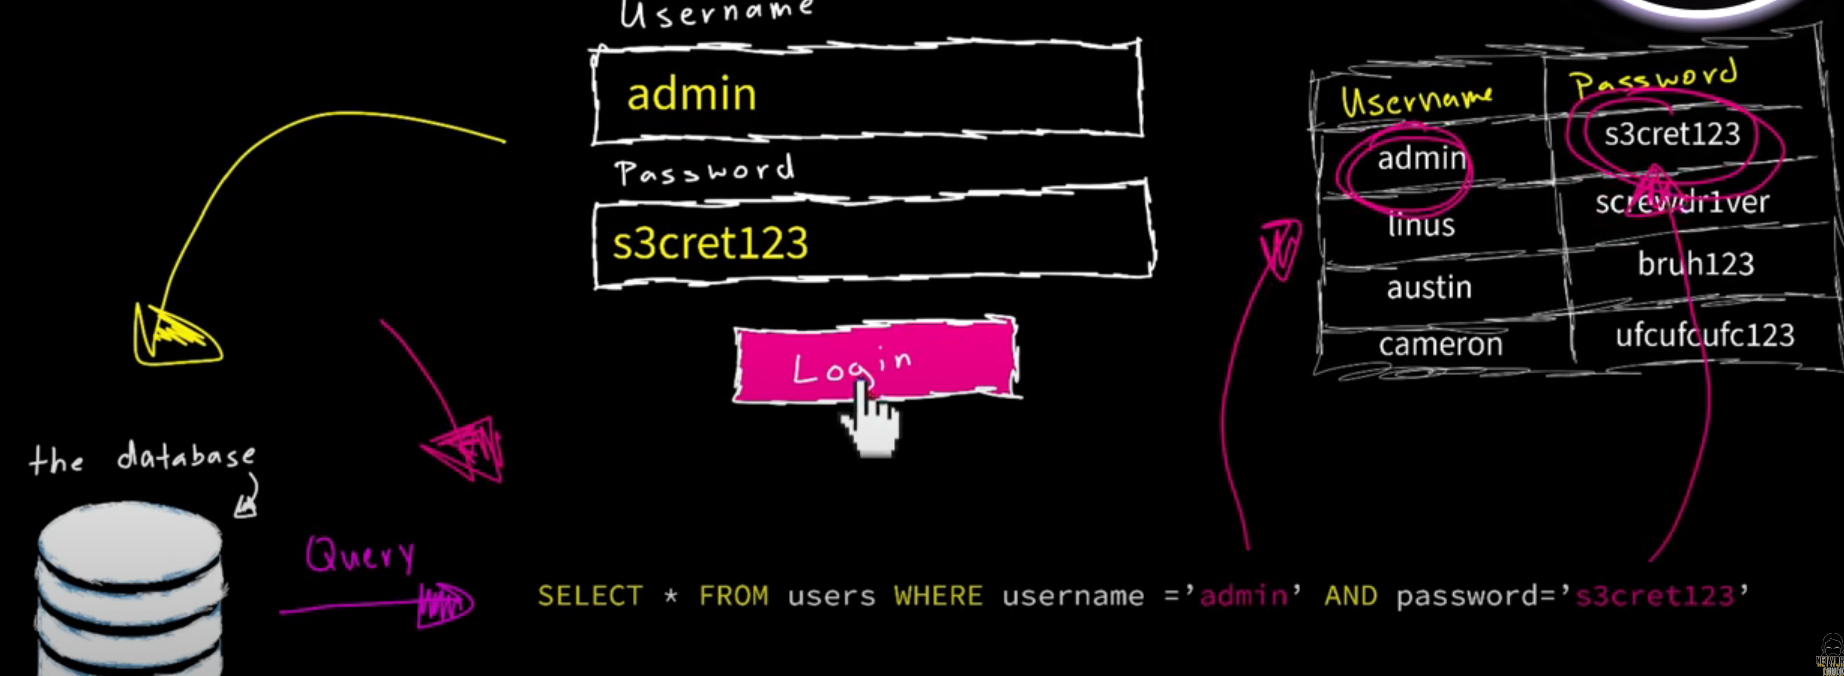 Username
admin
Password
s3cret123
Login
Username Password
admin s3cret123
linus screwdr1ver
austin bruh123
cameron ufcufcufc123
the database
Query
SELECT * FROM users WHERE username =’admin’ AND password=’s3cret123’